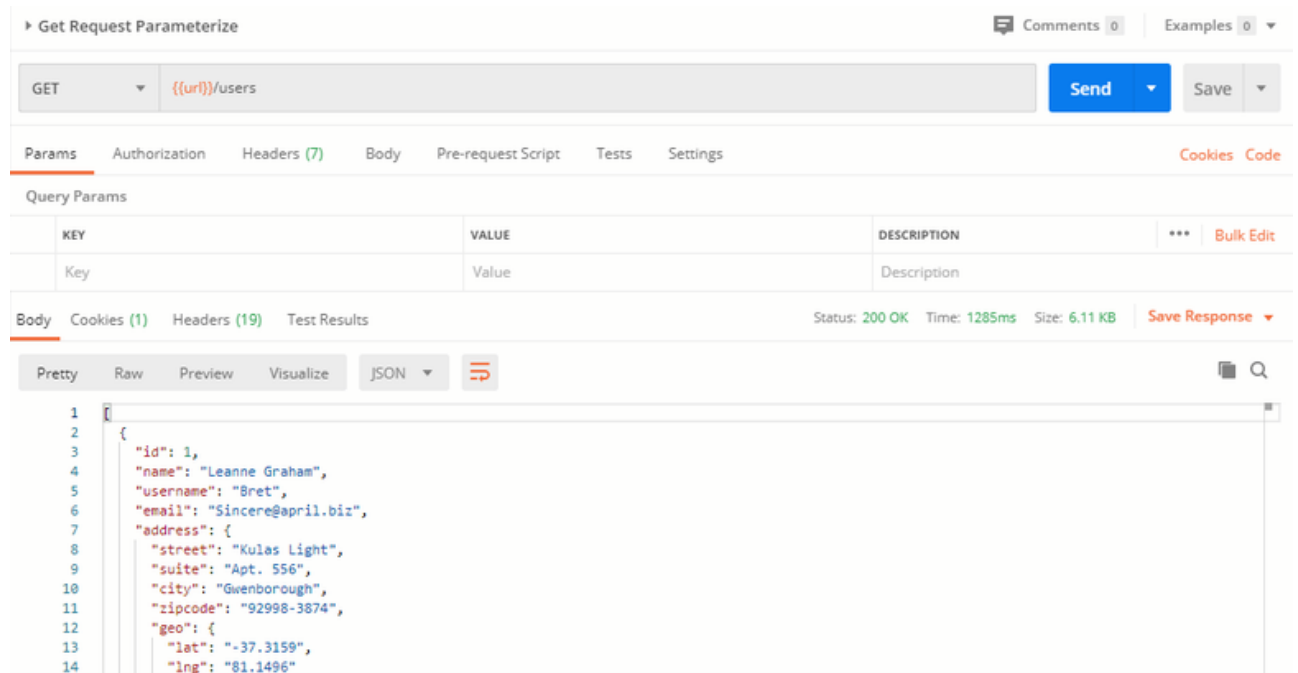 Get Request Parameterize Comments 0 Examples 0
GET {{url}}/users Send Save
Params Authorization Headers (7) Body Pre-request Script Tests Settings Cookies Code
Query Params
KEY VALUE DESCRIPTION ••• Bulk Edit
Key Value Description
Body Cookies (1) Headers (19) Test Results Status: 200 OK Time: 1285ms Size: 6.11 KB Save Response
Pretty Raw Preview Visualize JSON
1 [
2 {
3 "id": 1,
4 "name": "Leanne Graham",
5 "username": "Bret",
6 "email": "Sincere@april.biz",
7 "address": {
8 "street": "Kulas Light",
9 "suite": "Apt. 556",
10 "city": "Gwenborough",
11 "zipcode": "92998-3874",
12 "geo": {
13 "lat": "-37.3159",
14 "lng": "81.1496"